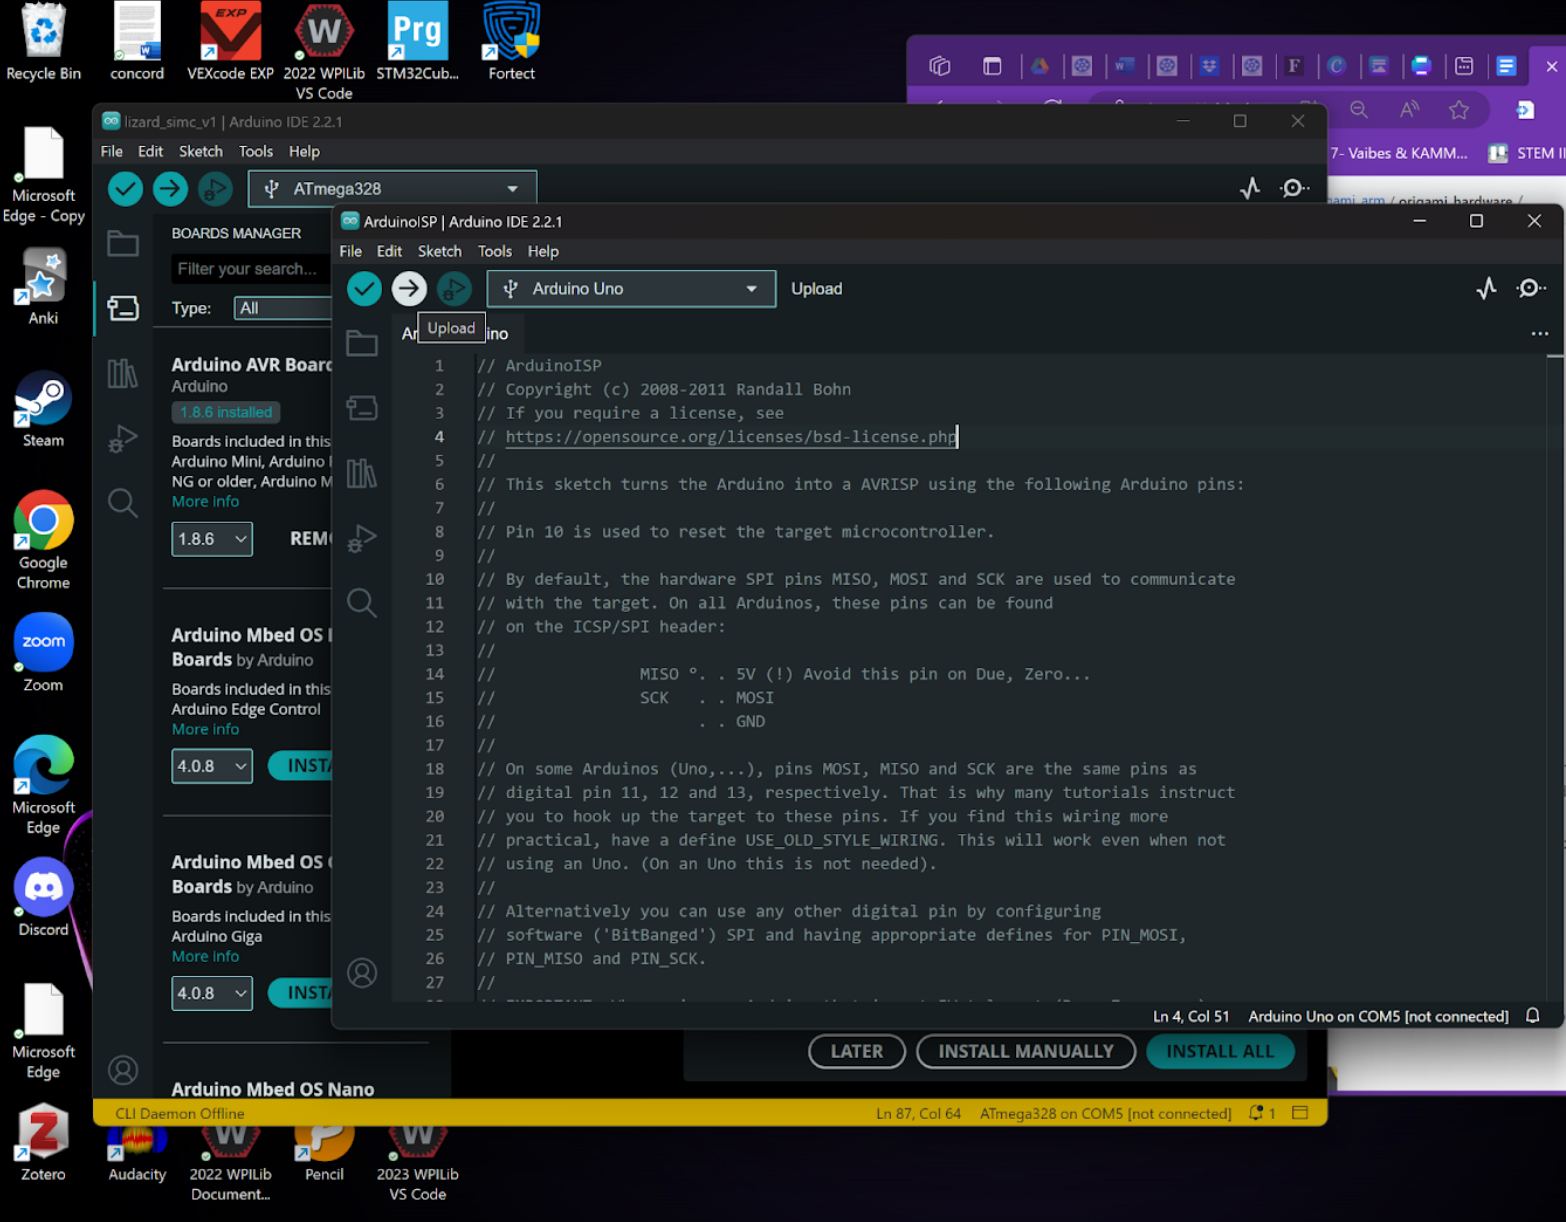 Recycle Bin
concord
VEXcode EXP
2022 WPILib
VS Code
Prg
STM32Cub...
Fortect
Microsoft
Edge - Copy
Anki
Steam
Google
Chrome
zoom
Zoom
Microsoft
Edge
Discord
Microsoft
Edge
Zotero
Audacity
2022 WPILib
Document...
Pencil
2023 WPILib
VS Code
7- Vaibes & KAMM...
STEM II
lizard_simc_v1 | Arduino IDE 2.2.1
File Edit Sketch Tools Help
ATmega328
BOARDS MANAGER
Filter your search...
Type: All
Arduino AVR Board
Arduino
1.8.6 installed
Boards included in this
Arduino Mini, Arduino
NG or older, Arduino M
More info
1.8.6 REM
Arduino Mbed OS
Boards by Arduino
Boards included in this
Arduino Edge Control
More info
4.0.8 INSTA
Arduino Mbed OS
Boards by Arduino
Boards included in this
Arduino Giga
More info
4.0.8 INSTA
Arduino Mbed OS Nano
LATER INSTALL MANUALLY INSTALL ALL
CLI Daemon Offline
Ln 87, Col 64 ATmega328 on COM5 [not connected] 1
ArduinoISP | Arduino IDE 2.2.1
File Edit Sketch Tools Help
Arduino Uno Upload
Upload
Ar ino
1 // ArduinoISP
2 // Copyright (c) 2008-2011 Randall Bohn
3 // If you require a license, see
4 // https://opensource.org/licenses/bsd-license.php
5 //
6 // This sketch turns the Arduino into a AVRISP using the following Arduino pins:
7 //
8 // Pin 10 is used to reset the target microcontroller.
9 //
10 // By default, the hardware SPI pins MISO, MOSI and SCK are used to communicate
11 // with the target. On all Arduinos, these pins can be found
12 // on the ICSP/SPI header:
13 //
14 // MISO °. . 5V (!) Avoid this pin on Due, Zero...
15 // SCK . . MOSI
16 // . . GND
17 //
18 // On some Arduinos (Uno,...), pins MOSI, MISO and SCK are the same pins as
19 // digital pin 11, 12 and 13, respectively. That is why many tutorials instruct
20 // you to hook up the target to these pins. If you find this wiring more
21 // practical, have a define USE_OLD_STYLE_WIRING. This will work even when not
22 // using an Uno. (On an Uno this is not needed).
23 //
24 // Alternatively you can use any other digital pin by configuring
25 // software ('BitBanged') SPI and having appropriate defines for PIN_MOSI,
26 // PIN_MISO and PIN_SCK.
27 //
Ln 4, Col 51 Arduino Uno on COM5 [not connected]